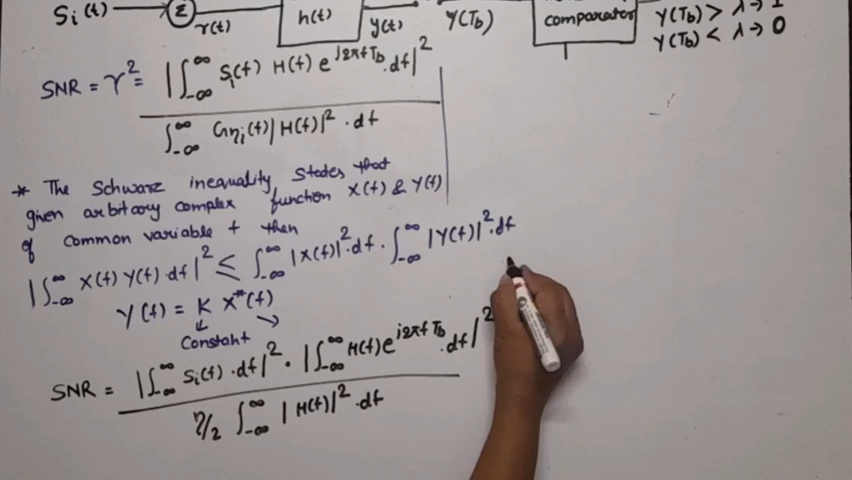 Si(t) Σ r(t) h(t) y(t) Y(Tb) comparator Y(Tb) > λ → 1
Y(Tb) < λ → 0
SNR = γ² = |∫_{-∞}^{∞} Si(f) H(f) e^{j2πfTb} .df|²
∫_{-∞}^{∞} Gηi(f) |H(f)|² . df
* The Schwarz inequality states that
given arbitary complex function X(f) & Y(f)
of common variable f then
|∫_{-∞}^{∞} X(f) Y(f) .df|² ≤ ∫_{-∞}^{∞} |X(f)|² .df . ∫_{-∞}^{∞} |Y(f)|² .df
Y(f) = K X*(f)
Constant
SNR = |∫_{-∞}^{∞} Si(f) .df|² . |∫_{-∞}^{∞} H(f) e^{j2πfTb} .df|²
η/2 ∫_{-∞}^{∞} |H(f)|² .df